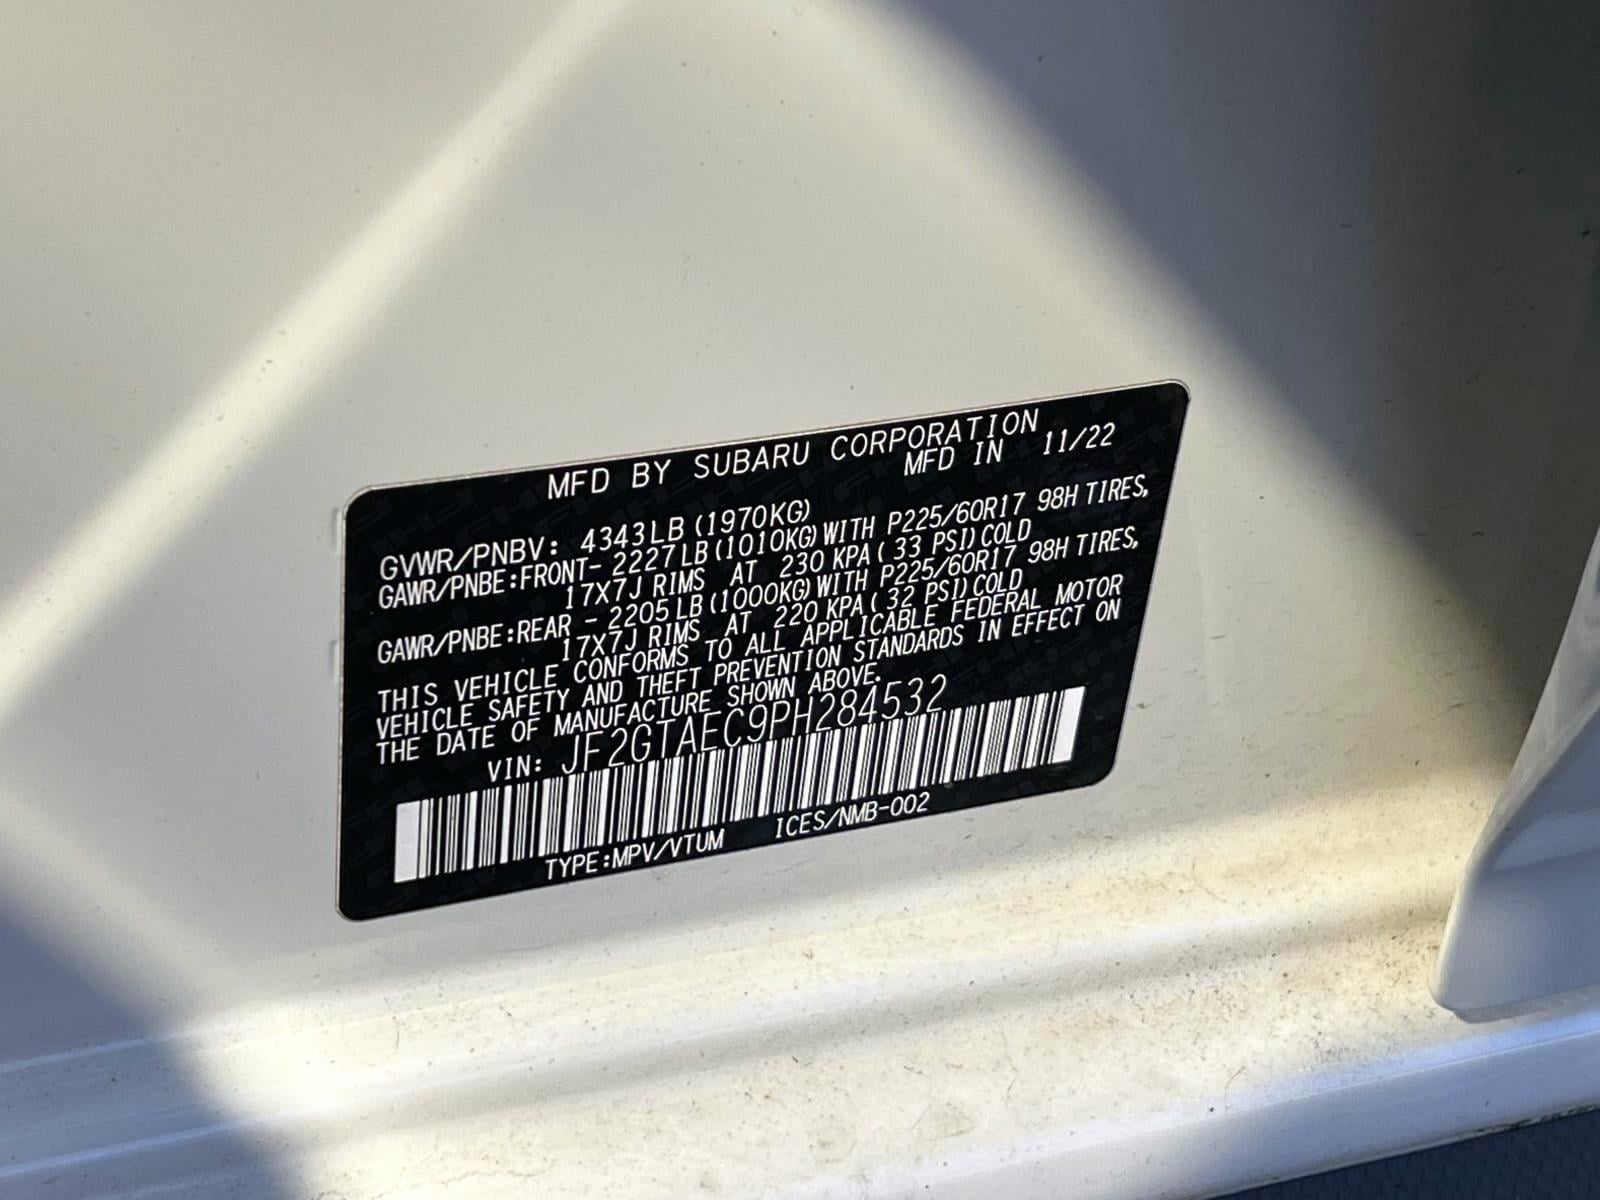 MFD BY SUBARU CORPORATION
MFD IN 11/22
GVWR/PNBV: 4343LB (1970KG)
GAWR/PNBE:FRONT- 2227LB (1010KG) WITH P225/60R17 98H TIRES,
17X7J RIMS AT 230 KPA ( 33 PSI) COLD
GAWR/PNBE:REAR - 2205LB (1000KG) WITH P225/60R17 98H TIRES,
17X7J RIMS AT 220 KPA ( 32 PSI) COLD
THIS VEHICLE CONFORMS TO ALL APPLICABLE FEDERAL MOTOR
VEHICLE SAFETY AND THEFT PREVENTION STANDARDS IN EFFECT ON
THE DATE OF MANUFACTURE SHOWN ABOVE.
VIN: JF2GTAEC9PH284532
TYPE:MPV/VTUM ICES/NMB-002